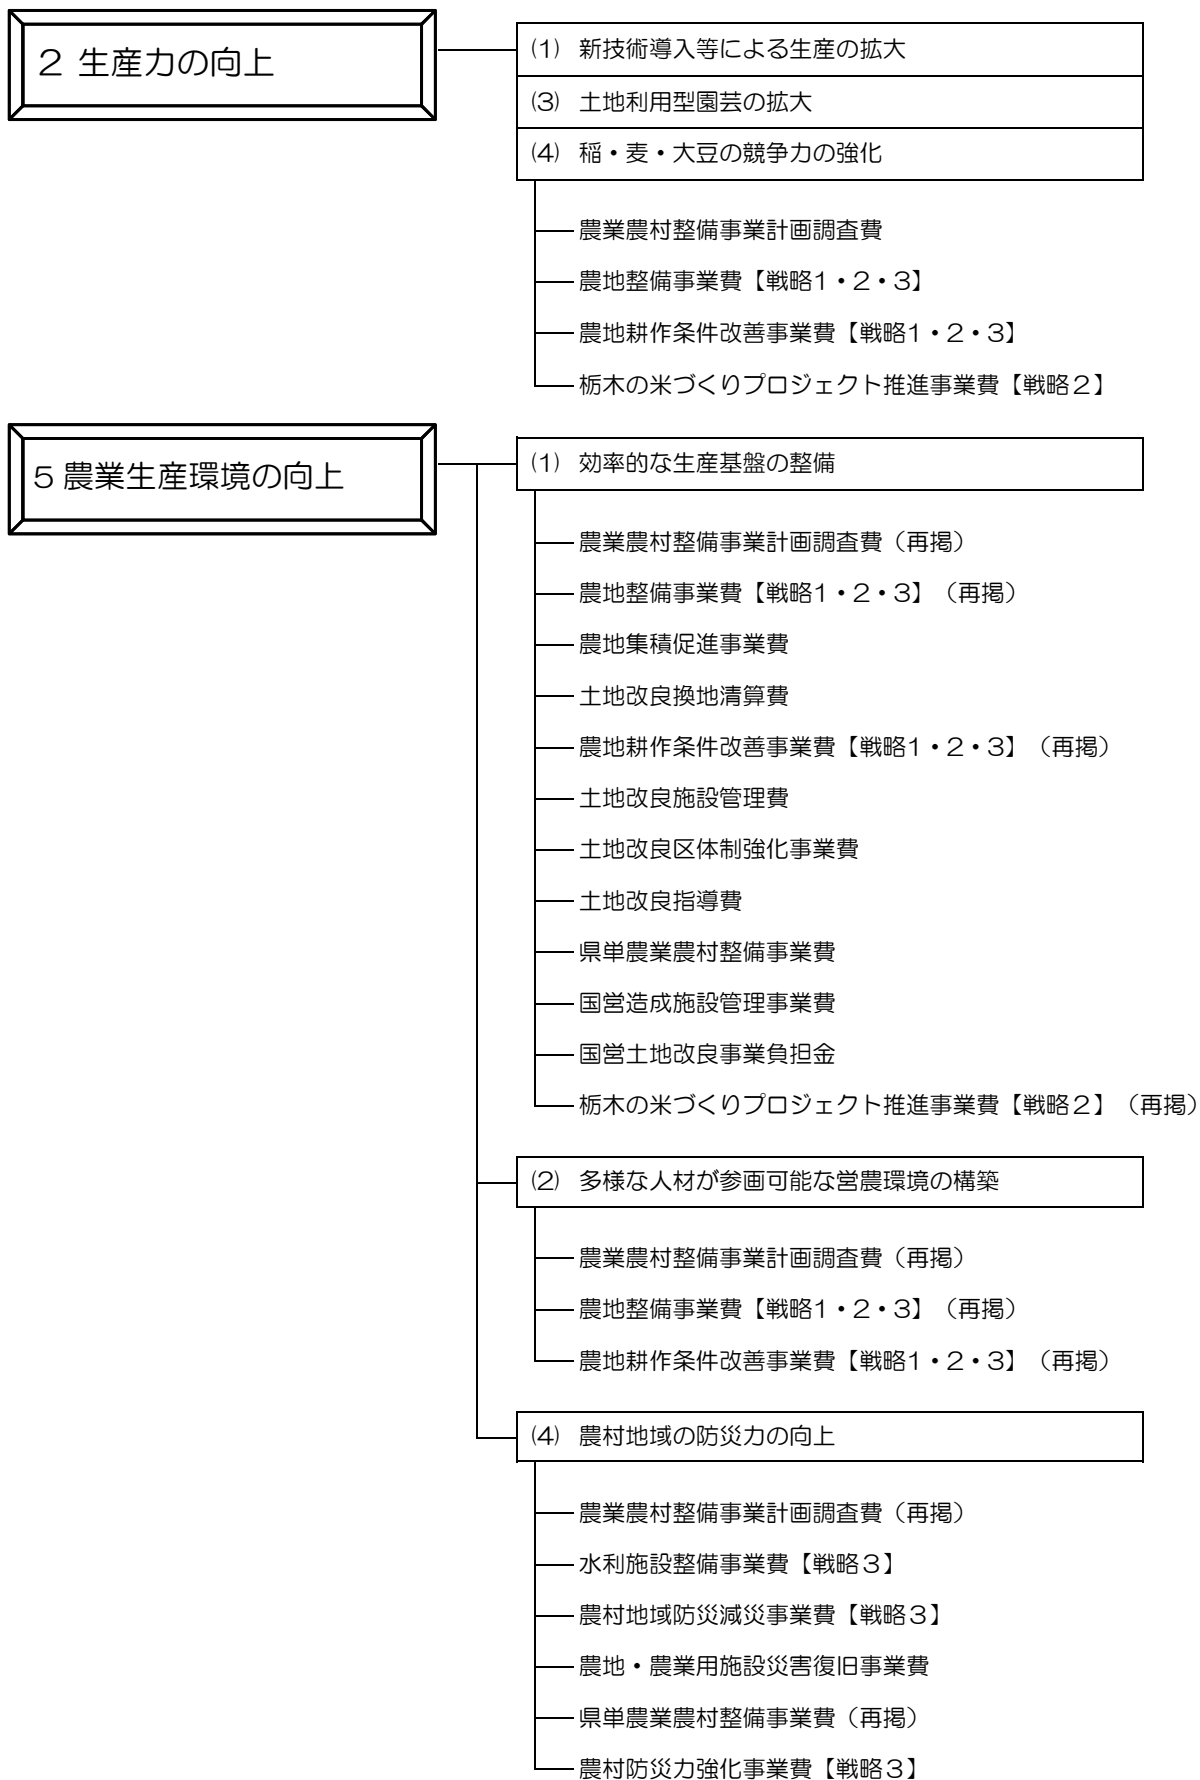 ２ 生産力の向上
⑴ 新技術導入等による生産の拡大
⑶ 土地利用型園芸の拡大
⑷ 稲・麦・大豆の競争力の強化
農業農村整備事業計画調査費
農地整備事業費【戦略1・２・３】
農地耕作条件改善事業費【戦略1・２・３】
栃木の米づくりプロジェクト推進事業費【戦略２】
５農業生産環境の向上
⑴ 効率的な生産基盤の整備
農業農村整備事業計画調査費（再掲）
農地整備事業費【戦略1・２・３】（再掲）
農地集積促進事業費
土地改良換地清算費
農地耕作条件改善事業費【戦略1・２・３】（再掲）
土地改良施設管理費
土地改良区体制強化事業費
土地改良指導費
県単農業農村整備事業費
国営造成施設管理事業費
国営土地改良事業負担金
栃木の米づくりプロジェクト推進事業費【戦略２】（再掲）
⑵ 多様な人材が参画可能な営農環境の構築
農業農村整備事業計画調査費（再掲）
農地整備事業費【戦略1・２・３】（再掲）
農地耕作条件改善事業費【戦略1・２・３】（再掲）
⑷ 農村地域の防災力の向上
農業農村整備事業計画調査費（再掲）
水利施設整備事業費【戦略３】
農村地域防災減災事業費【戦略３】
農地・農業用施設災害復旧事業費
県単農業農村整備事業費（再掲）
農村防災力強化事業費【戦略３】